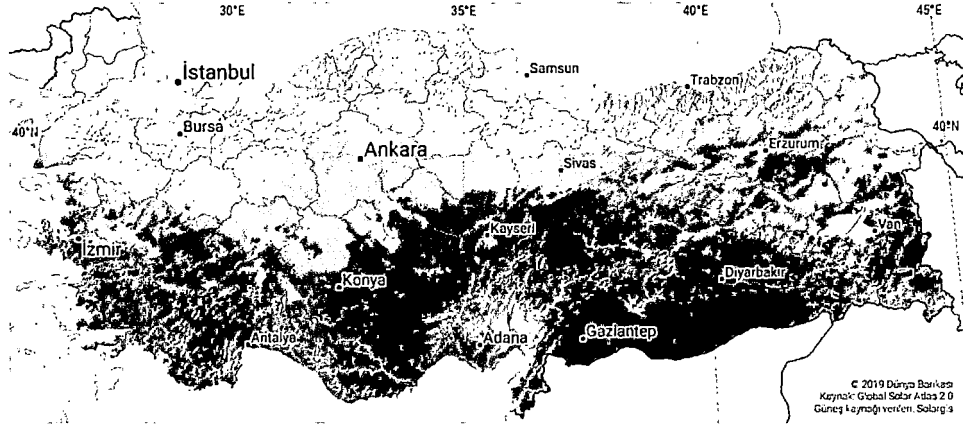 30°E 35°E 40°E 45°E
Samsun
İstanbul
Trabzon
40°N Bursa 40°N
Ankara Erzurum
Sivas
Kayseri Van
İzmir
Diyarbakır
Konya
Antalya Adana Gaziantep
© 2019 Dünya Bankası
Kaynak: Global Solar Atlas 2.0
Güneş kaynağı verileri: Solargis